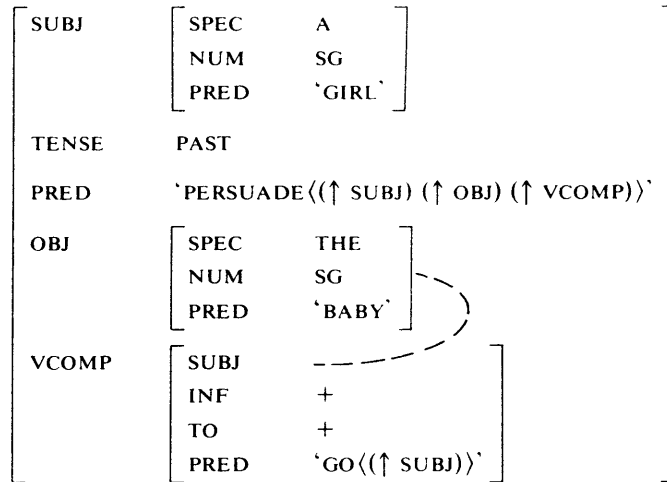 SUBJ SPEC A
NUM SG
PRED ‘GIRL‘
TENSE PAST
PRED ‘PERSUADE⟨(↑ SUBJ) (↑ OBJ) (↑ VCOMP)⟩‘
OBJ SPEC THE
NUM SG
PRED ‘BABY‘
VCOMP SUBJ
INF +
TO +
PRED ‘GO⟨(↑ SUBJ)⟩‘